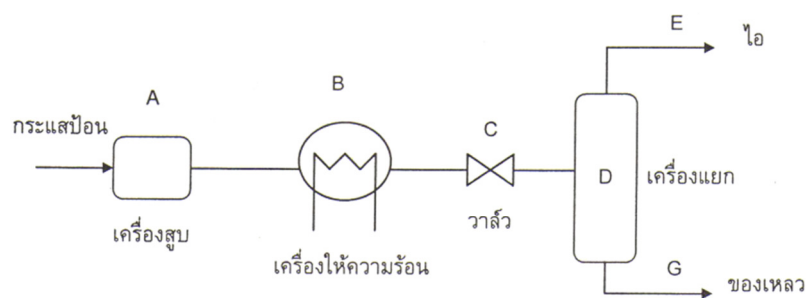 E
ไอ
A
B
กระแสป้อน
C
D
เครื่องแยก
เครื่องสูบ
วาล์ว
เครื่องให้ความร้อน
G
ของเหลว